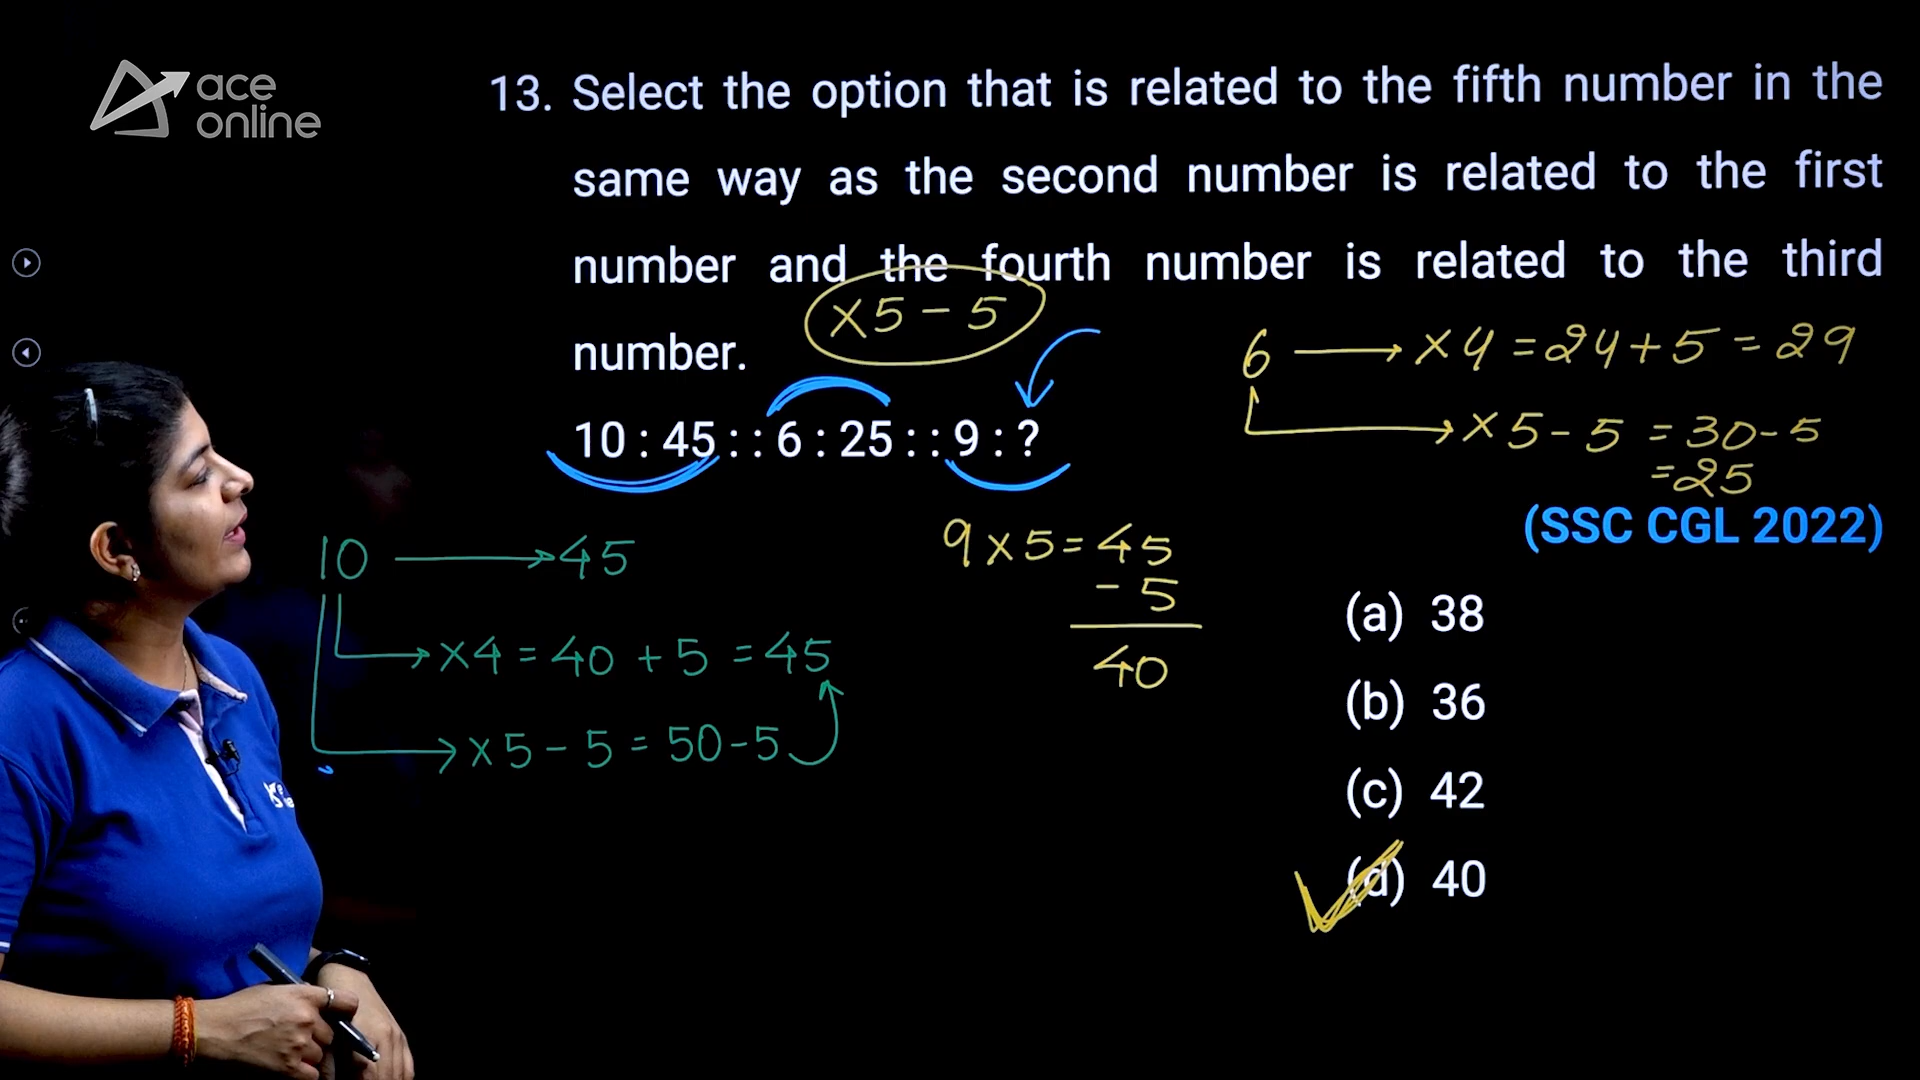 ace
online
13. Select the option that is related to the fifth number in the
same way as the second number is related to the first
number and the fourth number is related to the third
number.
×5-5
10 : 45 : : 6 : 25 : : 9 : ?
6 → ×4 = 24 + 5 = 29
→ ×5-5 = 30-5
=25
(SSC CGL 2022)
10 → 45
→ ×4 = 40 + 5 = 45
→ ×5 - 5 = 50-5
9×5 = 45
- 5
40
(a) 38
(b) 36
(c) 42
(d) 40